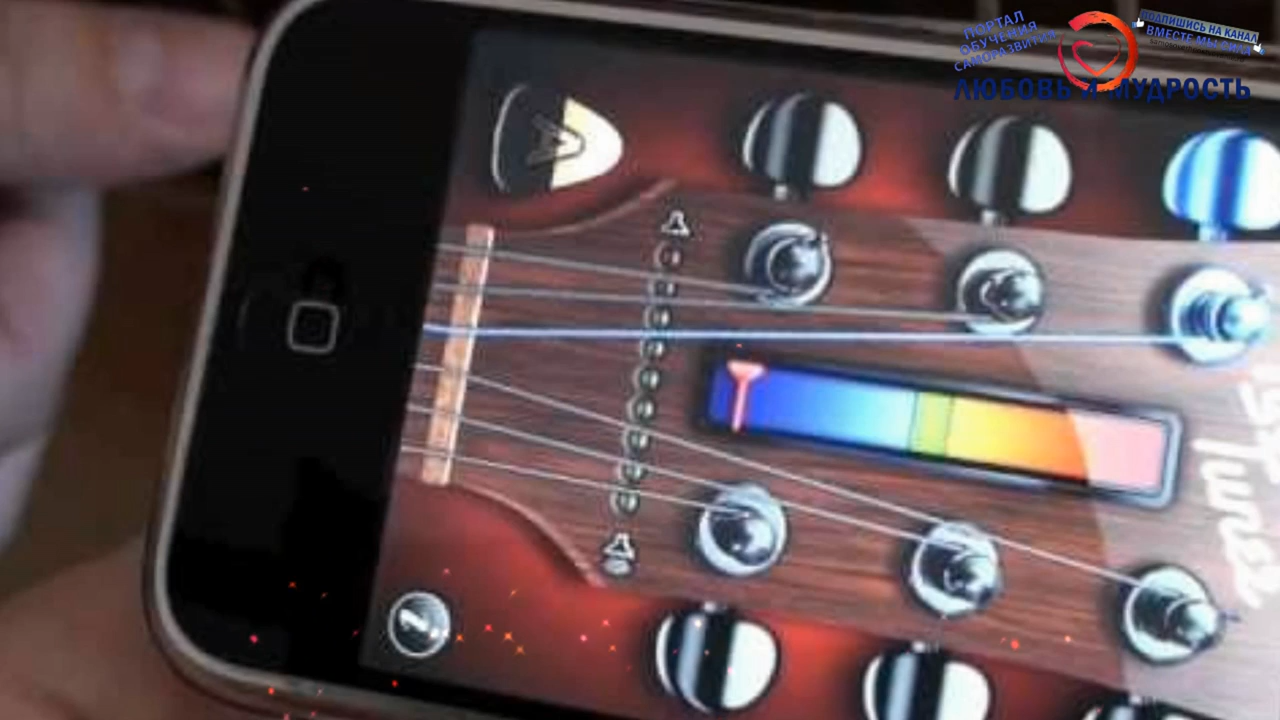 ПОРТАЛ
ОБУЧЕНИЯ
САМОРАЗВИТИЯ
ПОДПИШИСЬ НА КАНАЛ
ВМЕСТЕ МЫ СИЛА
ЛЮБОВЬ И МУДРОСТЬ
A